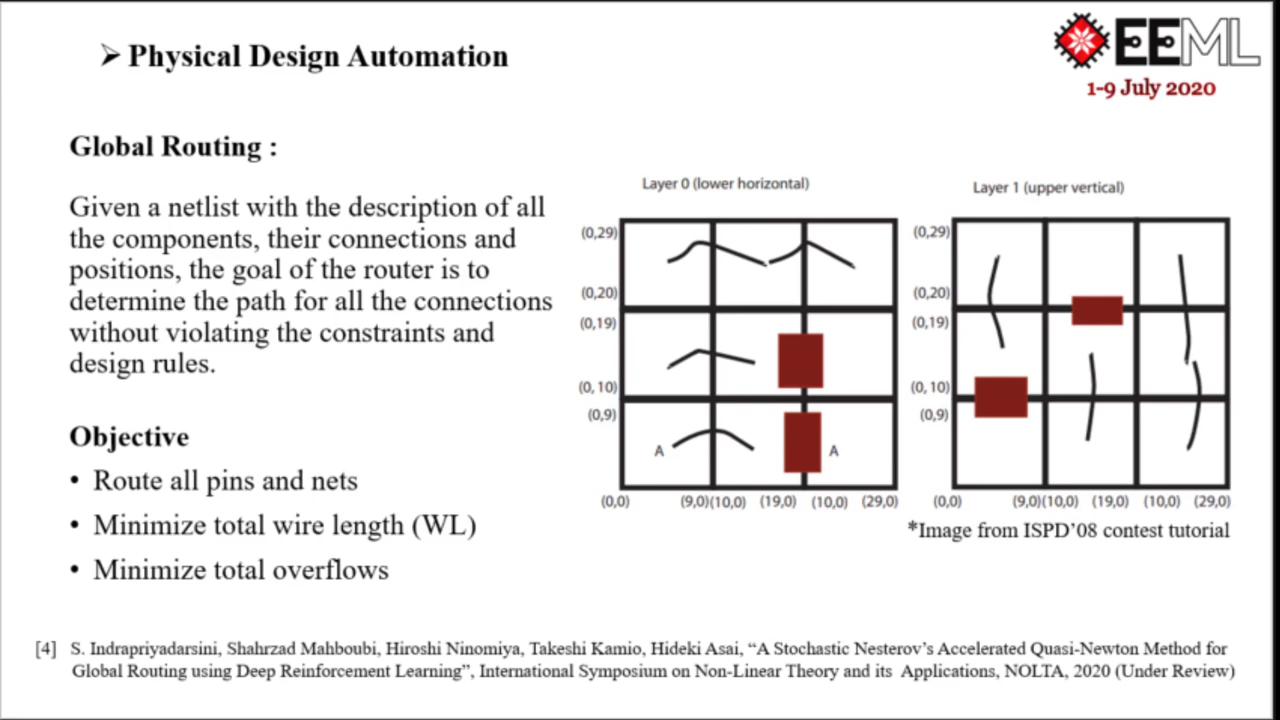 ➢ Physical Design Automation
EEML
1-9 July 2020
Global Routing :
Given a netlist with the description of all
the components, their connections and
positions, the goal of the router is to
determine the path for all the connections
without violating the constraints and
design rules.
Objective
• Route all pins and nets
• Minimize total wire length (WL)
• Minimize total overflows
Layer 0 (lower horizontal)
(0,29)
(0,20)
(0,19)
(0, 10)
(0,9)
A A
(0,0) (9,0)(10,0) (19,0) (10,0) (29,0)
Layer 1 (upper vertical)
(0,29)
(0,20)
(0,19)
(0, 10)
(0,9)
(0,0) (9,0)(10,0) (19,0) (10,0) (29,0)
*Image from ISPD’08 contest tutorial
[4] S. Indrapriyadarsini, Shahrzad Mahboubi, Hiroshi Ninomiya, Takeshi Kamio, Hideki Asai, “A Stochastic Nesterov’s Accelerated Quasi-Newton Method for
Global Routing using Deep Reinforcement Learning”, International Symposium on Non-Linear Theory and its Applications, NOLTA, 2020 (Under Review)